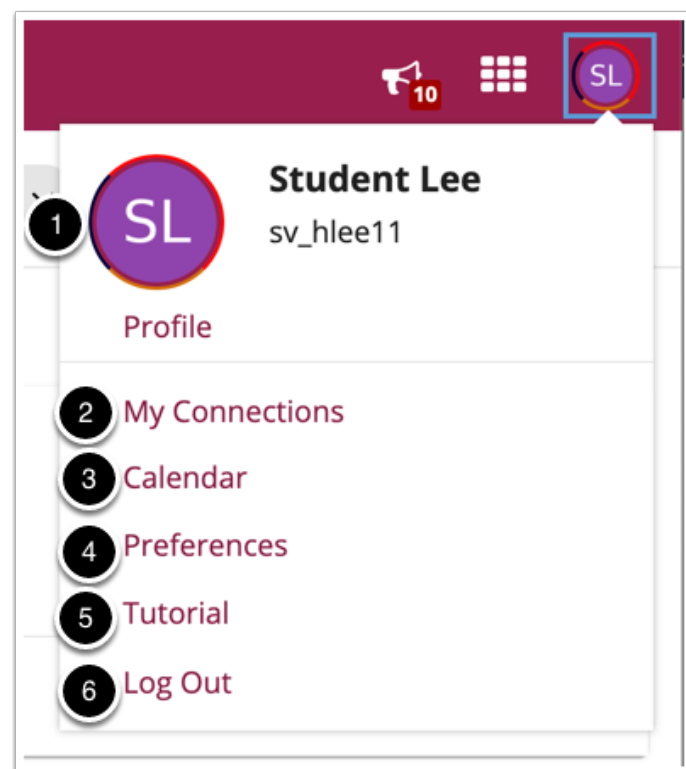 10
SL
1
SL
Student Lee
sv_hlee11
Profile
2 My Connections
3 Calendar
4 Preferences
5 Tutorial
6 Log Out